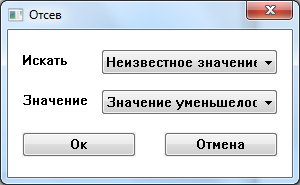 Отсев
Искать Неизвестное значение
Значение Значение уменьшелос
Ок Отмена